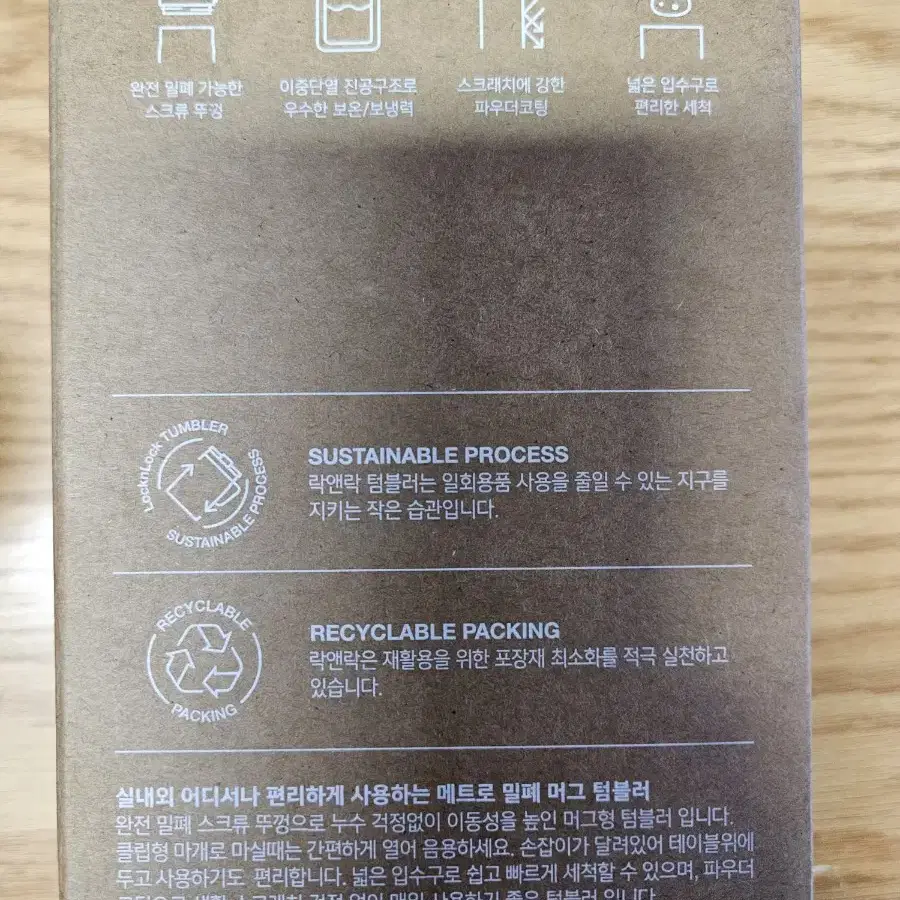 완전 밀폐 가능한
스크류 뚜껑
이중단열 진공구조로
우수한 보온/보냉력
스크래치에 강한
파우더코팅
넓은 입수구로
편리한 세척
LocknLock TUMBLER
SUSTAINABLE PROCESS
SUSTAINABLE PROCESS
락앤락 텀블러는 일회용품 사용을 줄일 수 있는 지구를
지키는 작은 습관입니다.
RECYCLABLE
PACKING
RECYCLABLE PACKING
락앤락은 재활용을 위한 포장재 최소화를 적극 실천하고
있습니다.
실내외 어디서나 편리하게 사용하는 메트로 밀폐 머그 텀블러
완전 밀폐 스크류 뚜껑으로 누수 걱정없이 이동성을 높인 머그형 텀블러 입니다.
클립형 마개로 마실때는 간편하게 열어 음용하세요. 손잡이가 달려있어 테이블위에
두고 사용하기도 편리합니다. 넓은 입수구로 쉽고 빠르게 세척할 수 있으며, 파우더